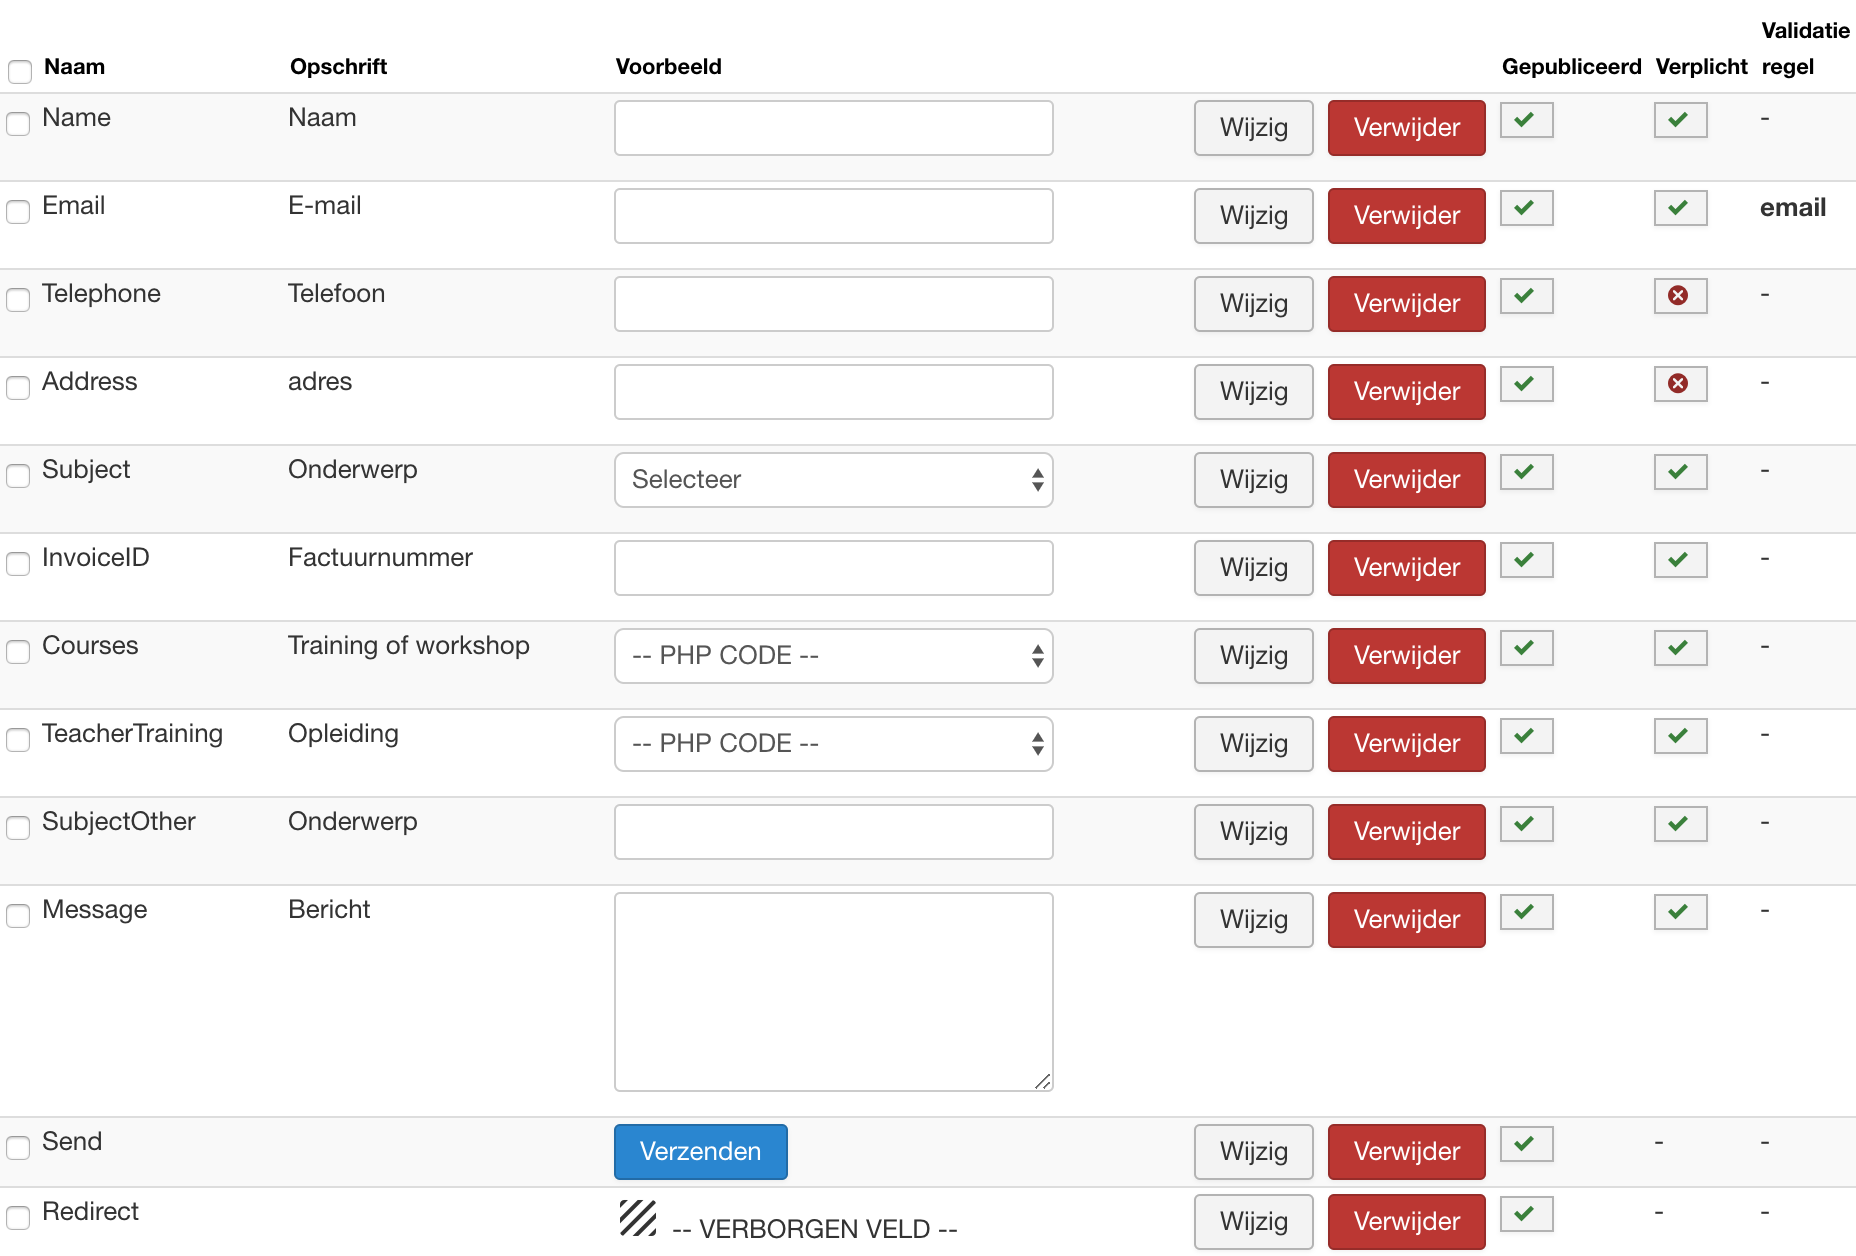 Naam Opschrift Voorbeeld Gepubliceerd Verplicht Validatie regel
Name Naam Wijzig Verwijder -
Email E-mail Wijzig Verwijder email
Telephone Telefoon Wijzig Verwijder -
Address adres Wijzig Verwijder -
Subject Onderwerp Selecteer Wijzig Verwijder -
InvoiceID Factuurnummer Wijzig Verwijder -
Courses Training of workshop -- PHP CODE -- Wijzig Verwijder -
TeacherTraining Opleiding -- PHP CODE -- Wijzig Verwijder -
SubjectOther Onderwerp Wijzig Verwijder -
Message Bericht Wijzig Verwijder -
Send Verzenden Wijzig Verwijder - -
Redirect -- VERBORGEN VELD -- Wijzig Verwijder - -